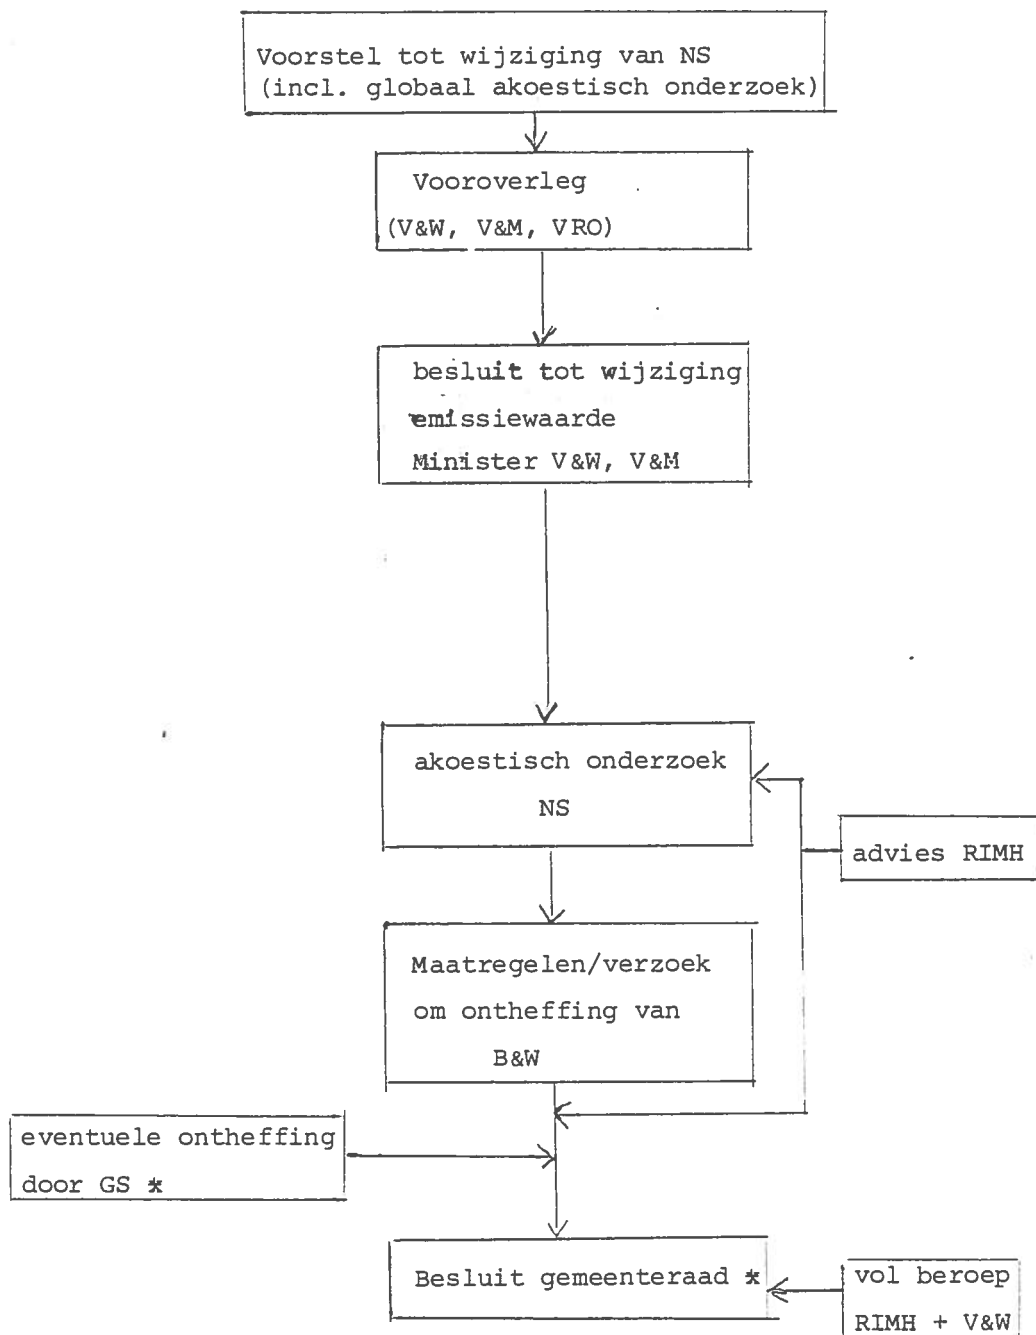 Voorstel tot wijziging van NS
(incl. globaal akoestisch onderzoek)
Vooroverleg
(V&W, V&M, VRO)
besluit tot wijziging
emissiewaarde
Minister V&W, V&M
akoestisch onderzoek
NS
advies RIMH
Maatregelen/verzoek
om ontheffing van
B&W
eventuele ontheffing
door GS *
Besluit gemeenteraad *
vol beroep
RIMH + V&W